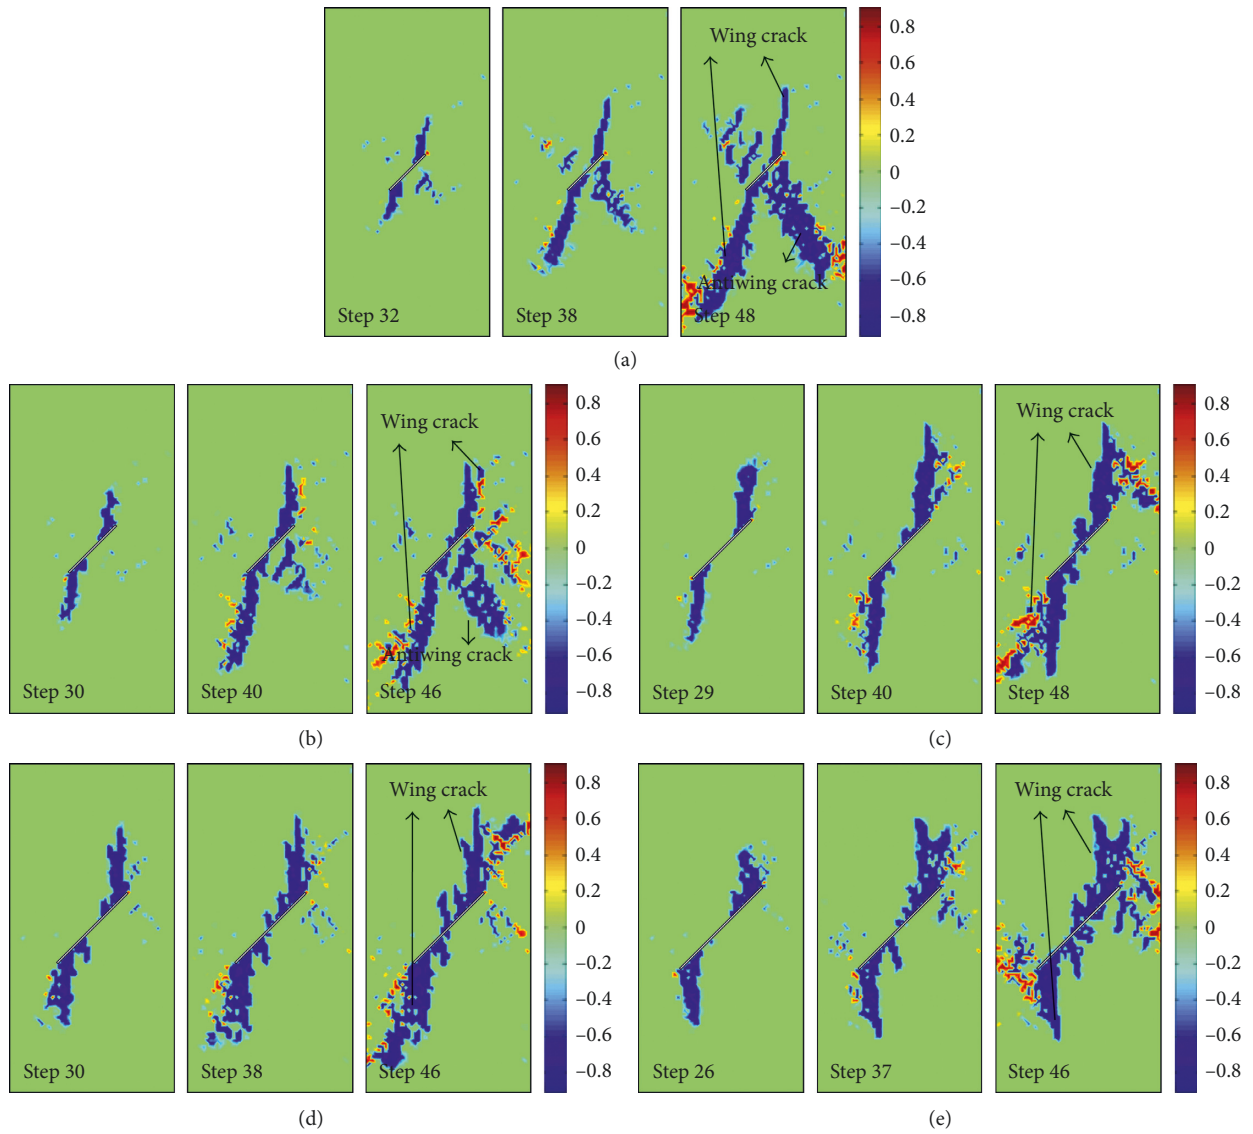 Wing crack
Antiwing crack
Step 32
Step 38
Step 48
0.8
0.6
0.4
0.2
0
−0.2
−0.4
−0.6
−0.8
(a)
Wing crack
Antiwing crack
Step 30
Step 40
Step 46
0.8
0.6
0.4
0.2
0
−0.2
−0.4
−0.6
−0.8
(b)
Wing crack
Step 29
Step 40
Step 48
0.8
0.6
0.4
0.2
0
−0.2
−0.4
−0.6
−0.8
(c)
Wing crack
Step 30
Step 38
Step 46
0.8
0.6
0.4
0.2
0
−0.2
−0.4
−0.6
−0.8
(d)
Wing crack
Step 26
Step 37
Step 46
0.8
0.6
0.4
0.2
0
−0.2
−0.4
−0.6
−0.8
(e)